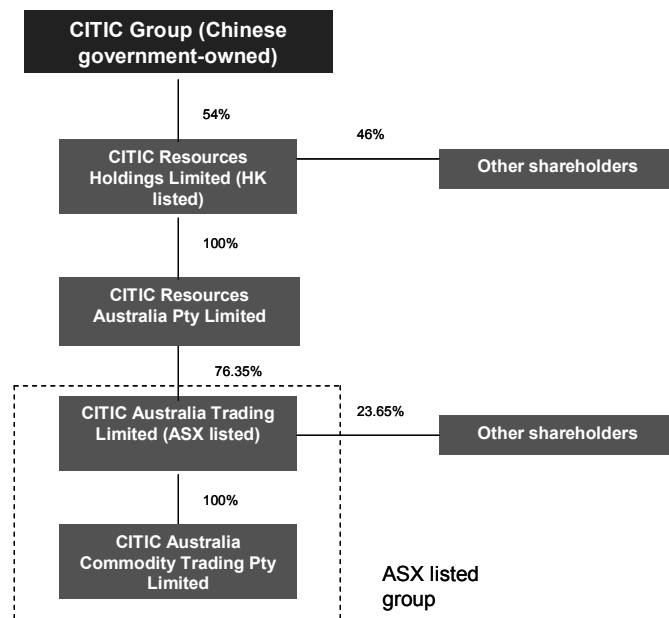 CITIC Group (Chinese
government-owned)
54%
46%
CITIC Resources
Holdings Limited (HK
listed)
Other shareholders
100%
CITIC Resources
Australia Pty Limited
76.35%
CITIC Australia Trading
Limited (ASX listed)
23.65%
Other shareholders
100%
CITIC Australia
Commodity Trading Pty
Limited
ASX listed
group